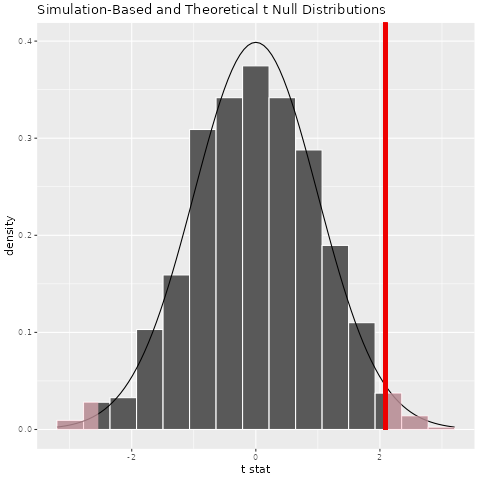 Simulation-Based and Theoretical t Null Distributions
0.4
0.3
0.2
0.1
0.0
density
-2
0
2
t stat